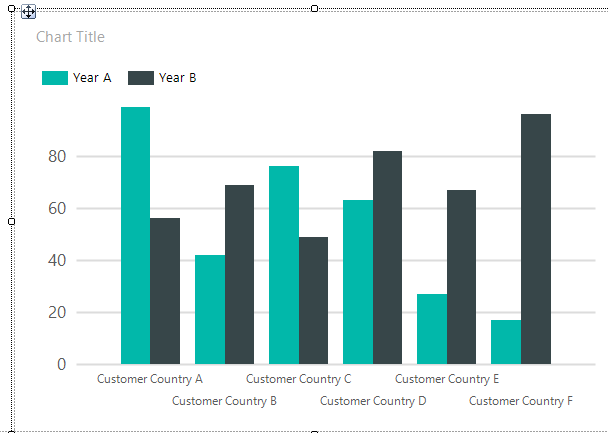 Chart Title
Year A Year B
80
60
40
20
0
Customer Country A Customer Country C Customer Country E
Customer Country B Customer Country D Customer Country F